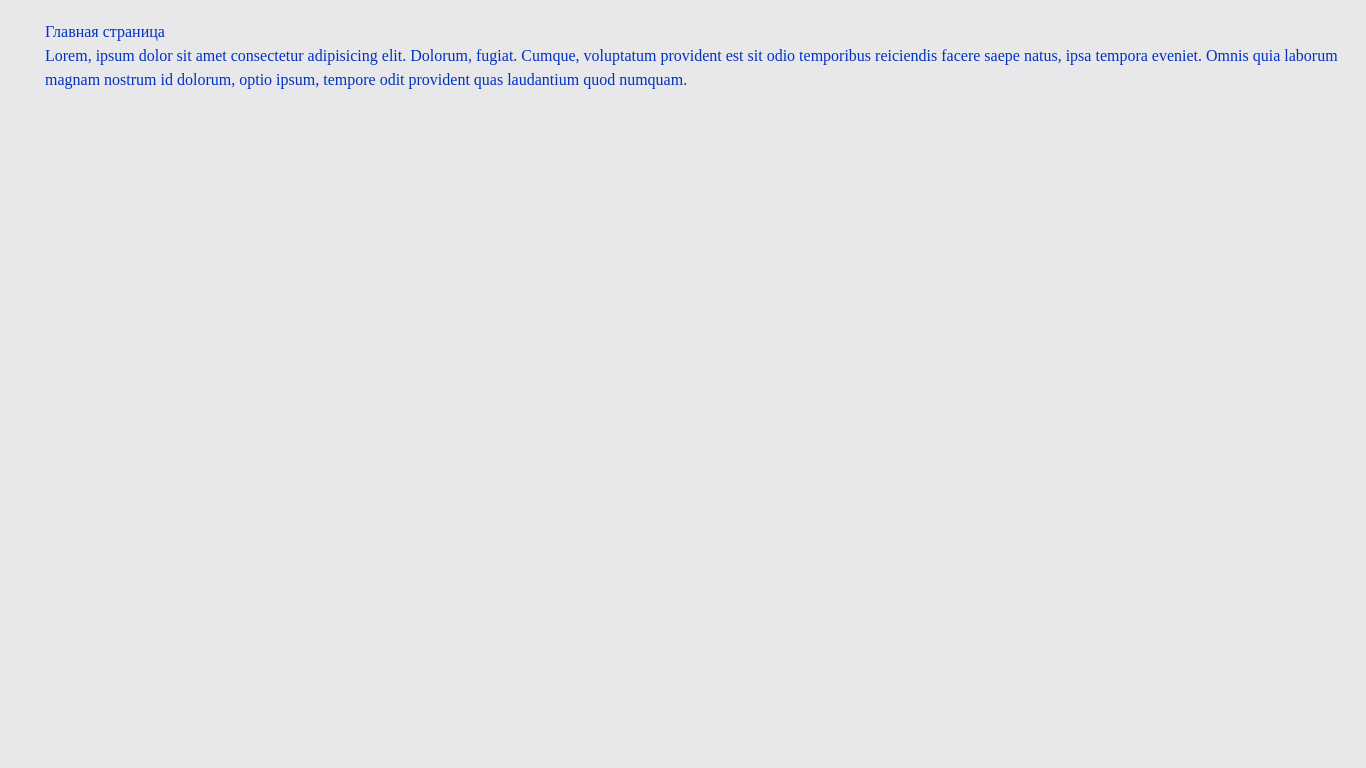 Главная страница
Lorem, ipsum dolor sit amet consectetur adipisicing elit. Dolorum, fugiat. Cumque, voluptatum provident est sit odio temporibus reiciendis facere saepe natus, ipsa tempora eveniet. Omnis quia laborum
magnam nostrum id dolorum, optio ipsum, tempore odit provident quas laudantium quod numquam.